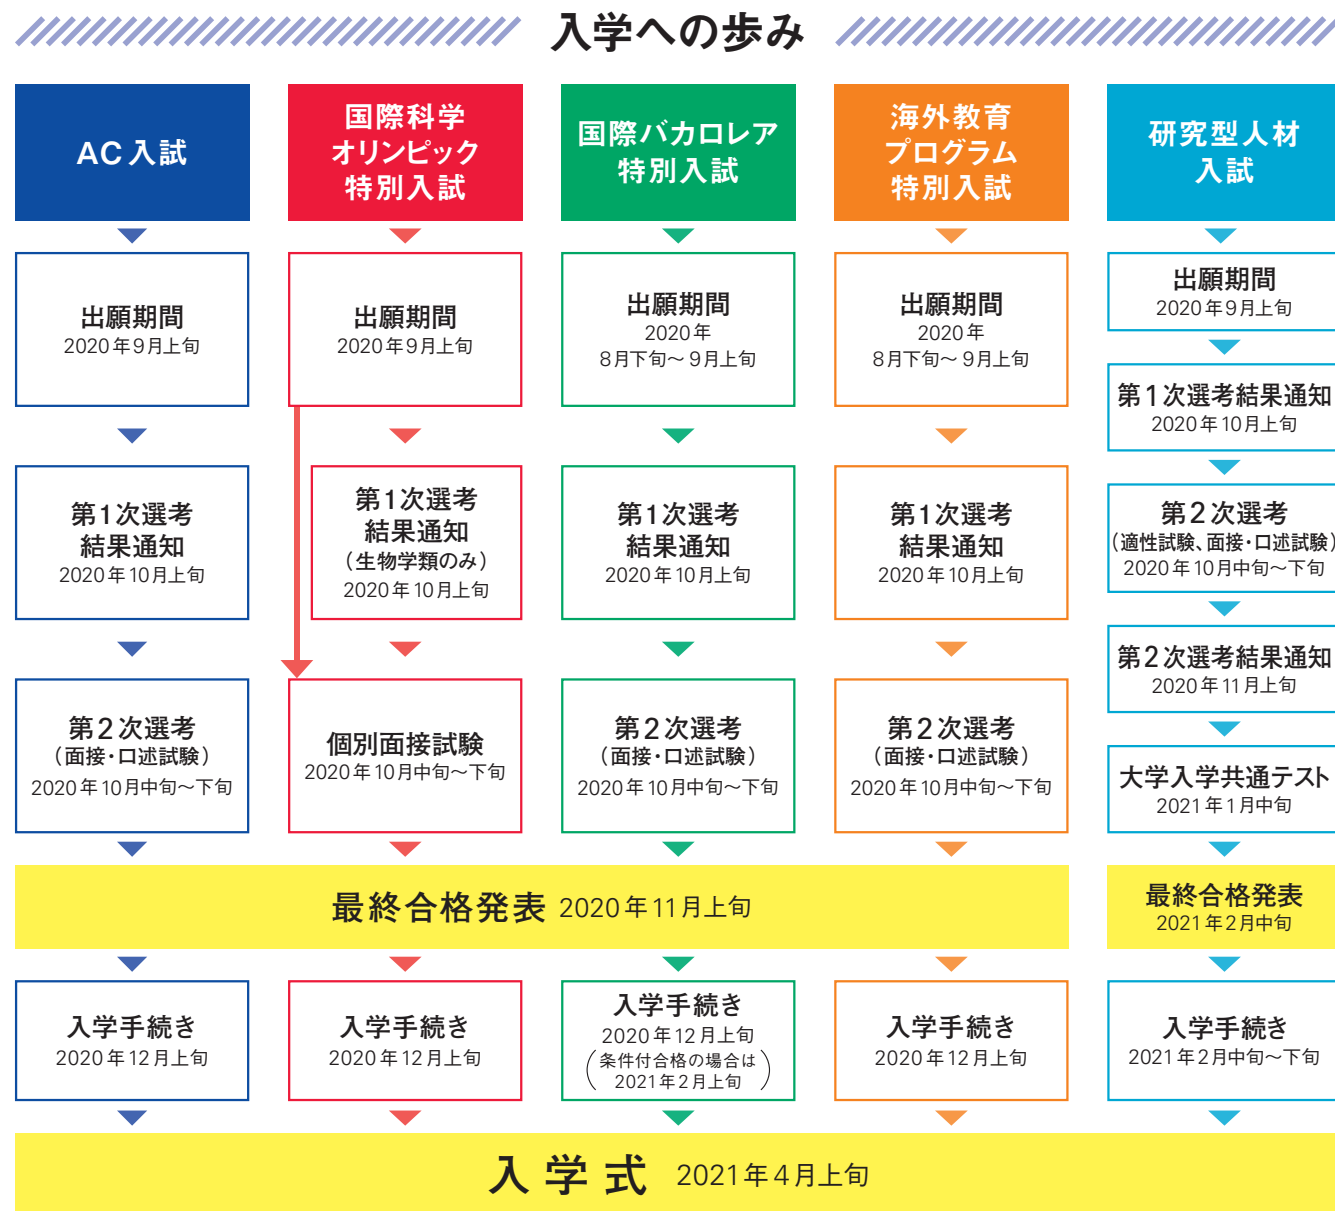 入学への歩み
AC入試
出願期間
2020年9月上旬
第1次選考
結果通知
2020年10月上旬
第2次選考
（面接・口述試験）
2020年10月中旬～下旬
国際科学
オリンピック
特別入試
出願期間
2020年9月上旬
第1次選考
結果通知
（生物学類のみ）
2020年10月上旬
個別面接試験
2020年10月中旬～下旬
国際バカロレア
特別入試
出願期間
2020年
8月下旬～9月上旬
第1次選考
結果通知
2020年10月上旬
第2次選考
（面接・口述試験）
2020年10月中旬～下旬
海外教育
プログラム
特別入試
出願期間
2020年
8月下旬～9月上旬
第1次選考
結果通知
2020年10月上旬
第2次選考
（面接・口述試験）
2020年10月中旬～下旬
研究型人材
入試
出願期間
2020年9月上旬
第1次選考結果通知
2020年10月上旬
第2次選考
（適性試験、面接・口述試験）
2020年10月中旬～下旬
第2次選考結果通知
2020年11月上旬
大学入学共通テスト
2021年1月中旬
最終合格発表 2020年11月上旬
最終合格発表
2021年2月中旬
入学手続き
2020年12月上旬
入学手続き
2020年12月上旬
入学手続き
2020年12月上旬
（条件付合格の場合は
2021年2月上旬）
入学手続き
2020年12月上旬
入学手続き
2021年2月中旬～下旬
入学式 2021年4月上旬